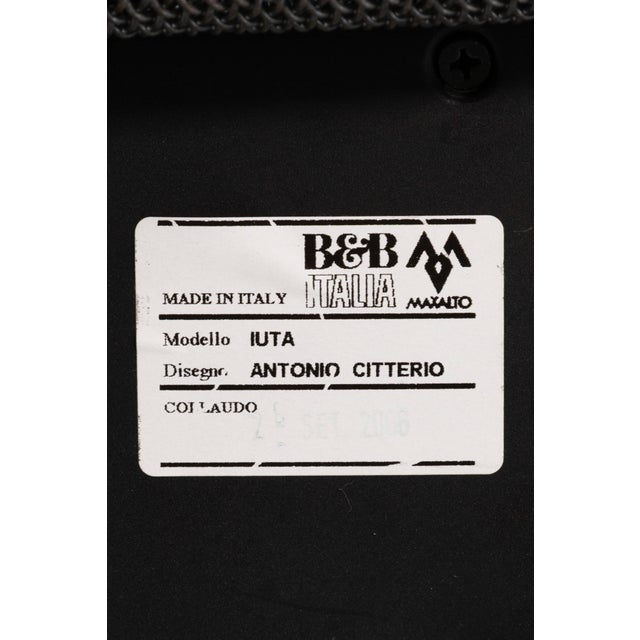 B&B
ITALIA
MAXALTO
MADE IN ITALY
Modello IUTA
Disegno ANTONIO CITTERIO
COLLAUDO
SET 2006